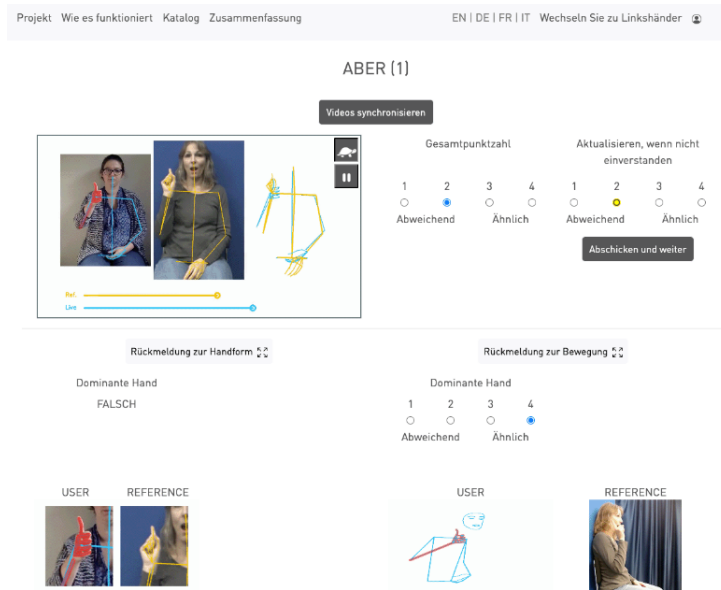 Projekt Wie es funktioniert Katalog Zusammenfassung EN | DE | FR | IT Wechseln Sie zu Linkshänder
ABER (1)
Videos synchronisieren
Gesamtpunktzahl
1 2 3 4
Abweichend Ähnlich
Aktualisieren, wenn nicht
einverstanden
1 2 3 4
Abweichend Ähnlich
Abschicken und weiter
Ref.
Live
Rückmeldung zur Handform
Dominante Hand
FALSCH
USER REFERENCE
Rückmeldung zur Bewegung
Dominante Hand
1 2 3 4
Abweichend Ähnlich
USER REFERENCE